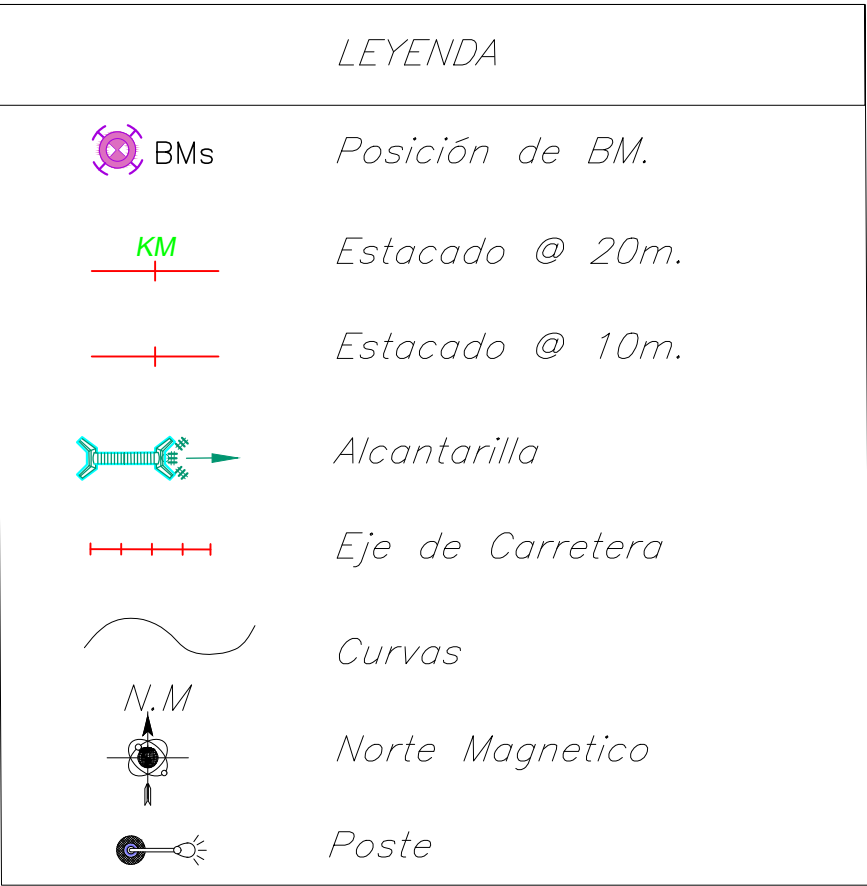 LEYENDA
BMs Posición de BM.
KM Estacado @ 20m.
Estacado @ 10m.
Alcantarilla
Eje de Carretera
Curvas
N.M
Norte Magnetico
Poste